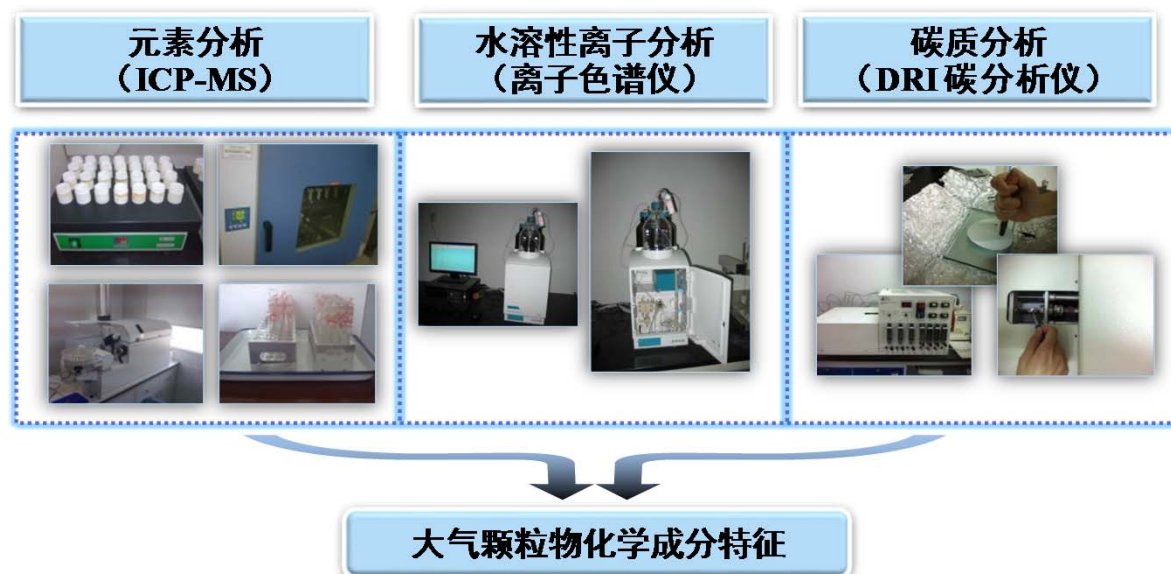 元素分析
（ICP-MS）
水溶性离子分析
（离子色谱仪）
碳质分析
（DRI碳分析仪）
大气颗粒物化学成分特征